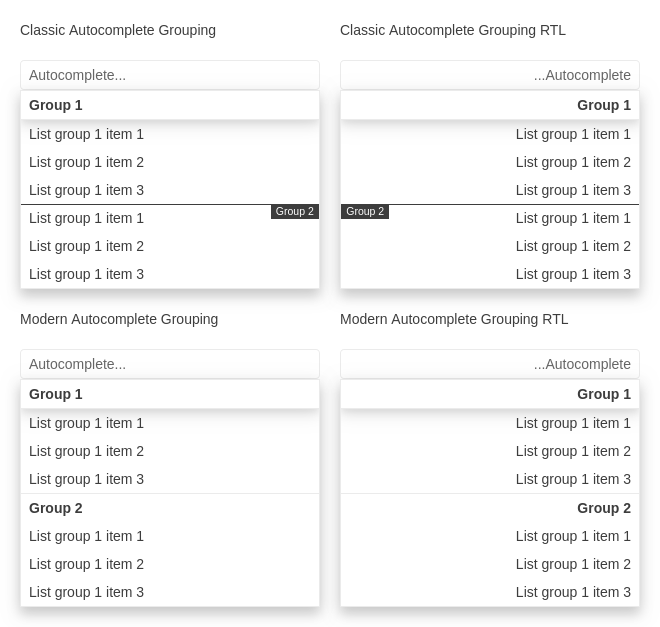 Classic Autocomplete Grouping
Autocomplete...
Group 1
List group 1 item 1
List group 1 item 2
List group 1 item 3
Group 2
List group 1 item 1
List group 1 item 2
List group 1 item 3
Classic Autocomplete Grouping RTL
...Autocomplete
Group 1
List group 1 item 1
List group 1 item 2
List group 1 item 3
Group 2
List group 1 item 1
List group 1 item 2
List group 1 item 3
Modern Autocomplete Grouping
Autocomplete...
Group 1
List group 1 item 1
List group 1 item 2
List group 1 item 3
Group 2
List group 1 item 1
List group 1 item 2
List group 1 item 3
Modern Autocomplete Grouping RTL
...Autocomplete
Group 1
List group 1 item 1
List group 1 item 2
List group 1 item 3
Group 2
List group 1 item 1
List group 1 item 2
List group 1 item 3